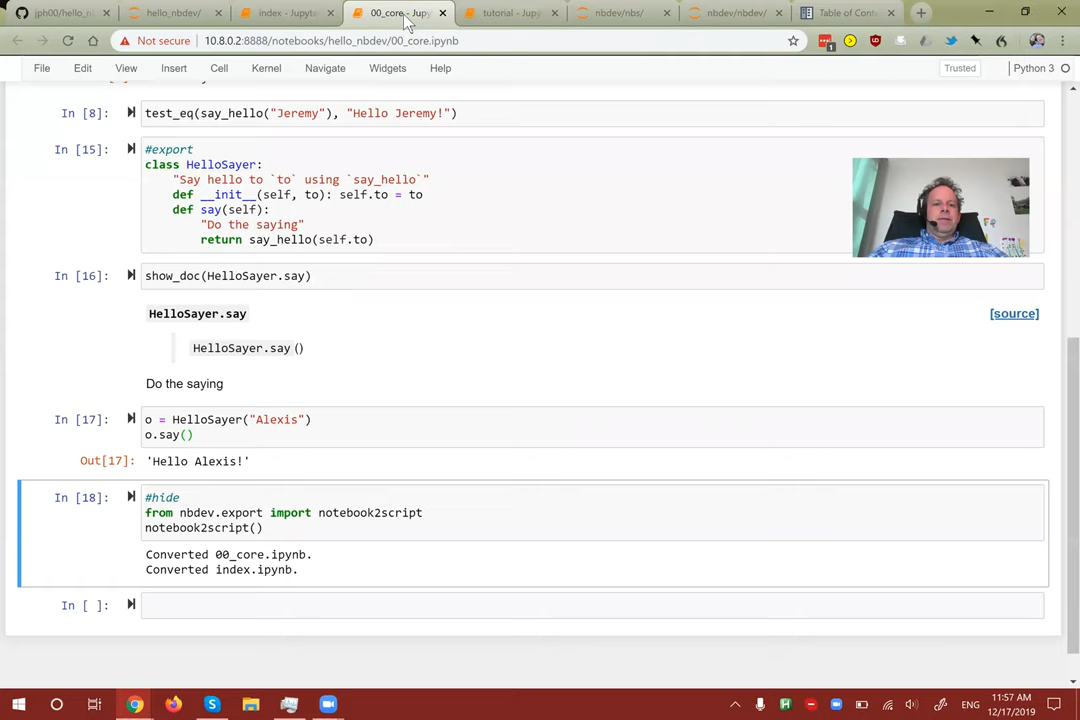 jph00/hello_nb
hello_nbdev/
index - Jupyte
00_core - Jupy
tutorial - Jup
nbdev/nbs/
nbdev/nbdev/
Table of Cont
Not secure 10.8.0.2:8888/notebooks/hello_nbdev/00_core.ipynb
1
File Edit View Insert Cell Kernel Navigate Widgets Help Trusted Python 3
In [8]: test_eq(say_hello("Jeremy"), "Hello Jeremy!")
In [15]: #export
class HelloSayer:
"Say hello to `to` using `say_hello`"
def __init__(self, to): self.to = to
def say(self):
"Do the saying"
return say_hello(self.to)
In [16]: show_doc(HelloSayer.say)
HelloSayer.say [source]
HelloSayer.say ()
Do the saying
In [17]: o = HelloSayer("Alexis")
o.say()
Out[17]: 'Hello Alexis!'
In [18]: #hide
from nbdev.export import notebook2script
notebook2script()
Converted 00_core.ipynb.
Converted index.ipynb.
In [ ]:
ENG
11:57 AM
12/17/2019